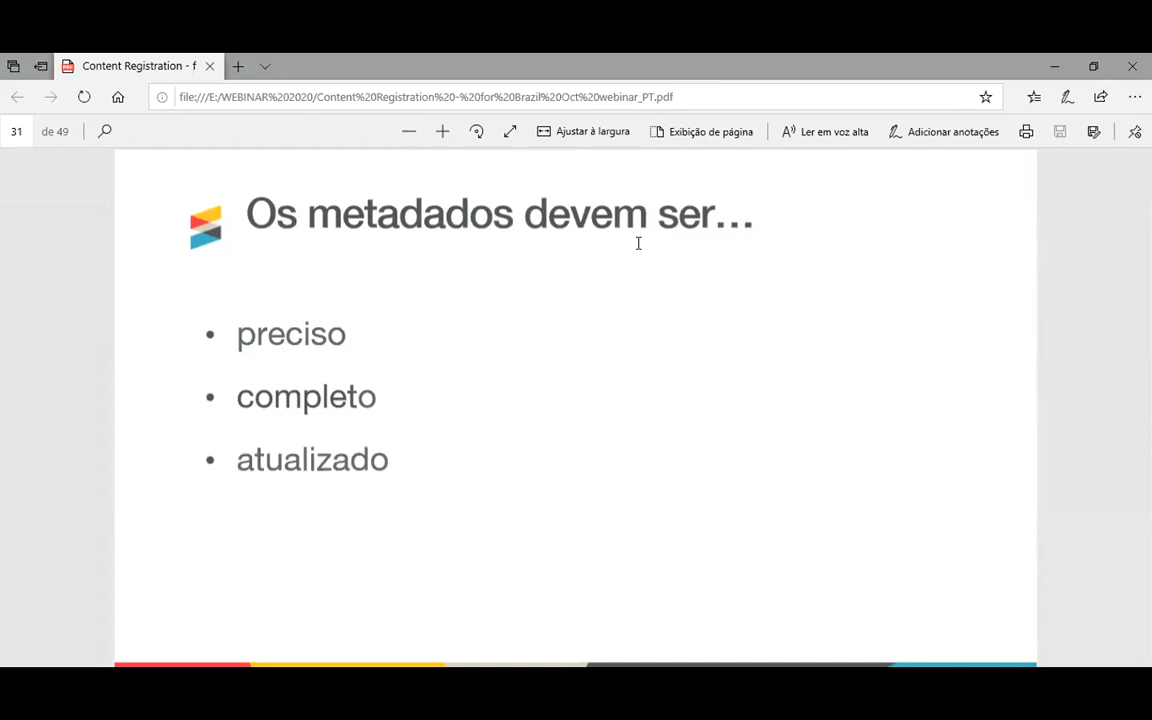 Content Registration - f
file:///E:/WEBINAR%202020/Content%20Registration%20-%20for%20Brazil%20Oct%20webinar_PT.pdf
31 de 49 Ajustar à largura Exibição de página Ler em voz alta Adicionar anotações
Os metadados devem ser...
• preciso
• completo
• atualizado